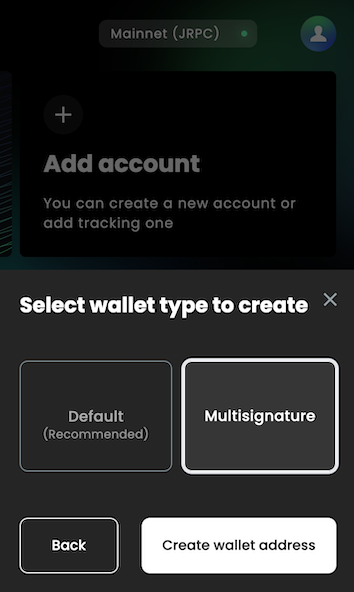 Mainnet (JRPC)
Add account
You can create a new account or
add tracking one
Select wallet type to create
Default
(Recommended)
Multisignature
Back
Create wallet address